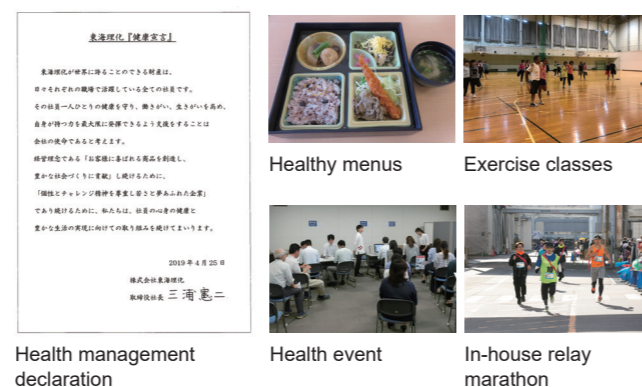 東海理化『健康宣言』
東海理化が世界に誇ることのできる財産は、
日々それぞれの職場で活躍している全ての社員です。
その社員一人ひとりの健康を守り、働きがい、生きがいを高め、
自身が持つ力を最大限に発揮できるよう支援をすることは
会社の使命であると考えます。
経営理念である「お客様に喜ばれる商品を創造し、
豊かな社会づくりに貢献」し続けるために、
「個性とチャレンジ精神を尊重し若さと夢あふれた企業」
であり続けるために、私たちは、社員の心身の健康と
豊かな生活の実現に向けての取り組みを続けてまいります。
2019年4月25日
株式会社東海理化
取締役社長 三浦憲二
Health management
declaration
Healthy menus
Exercise classes
Health event
In-house relay
marathon